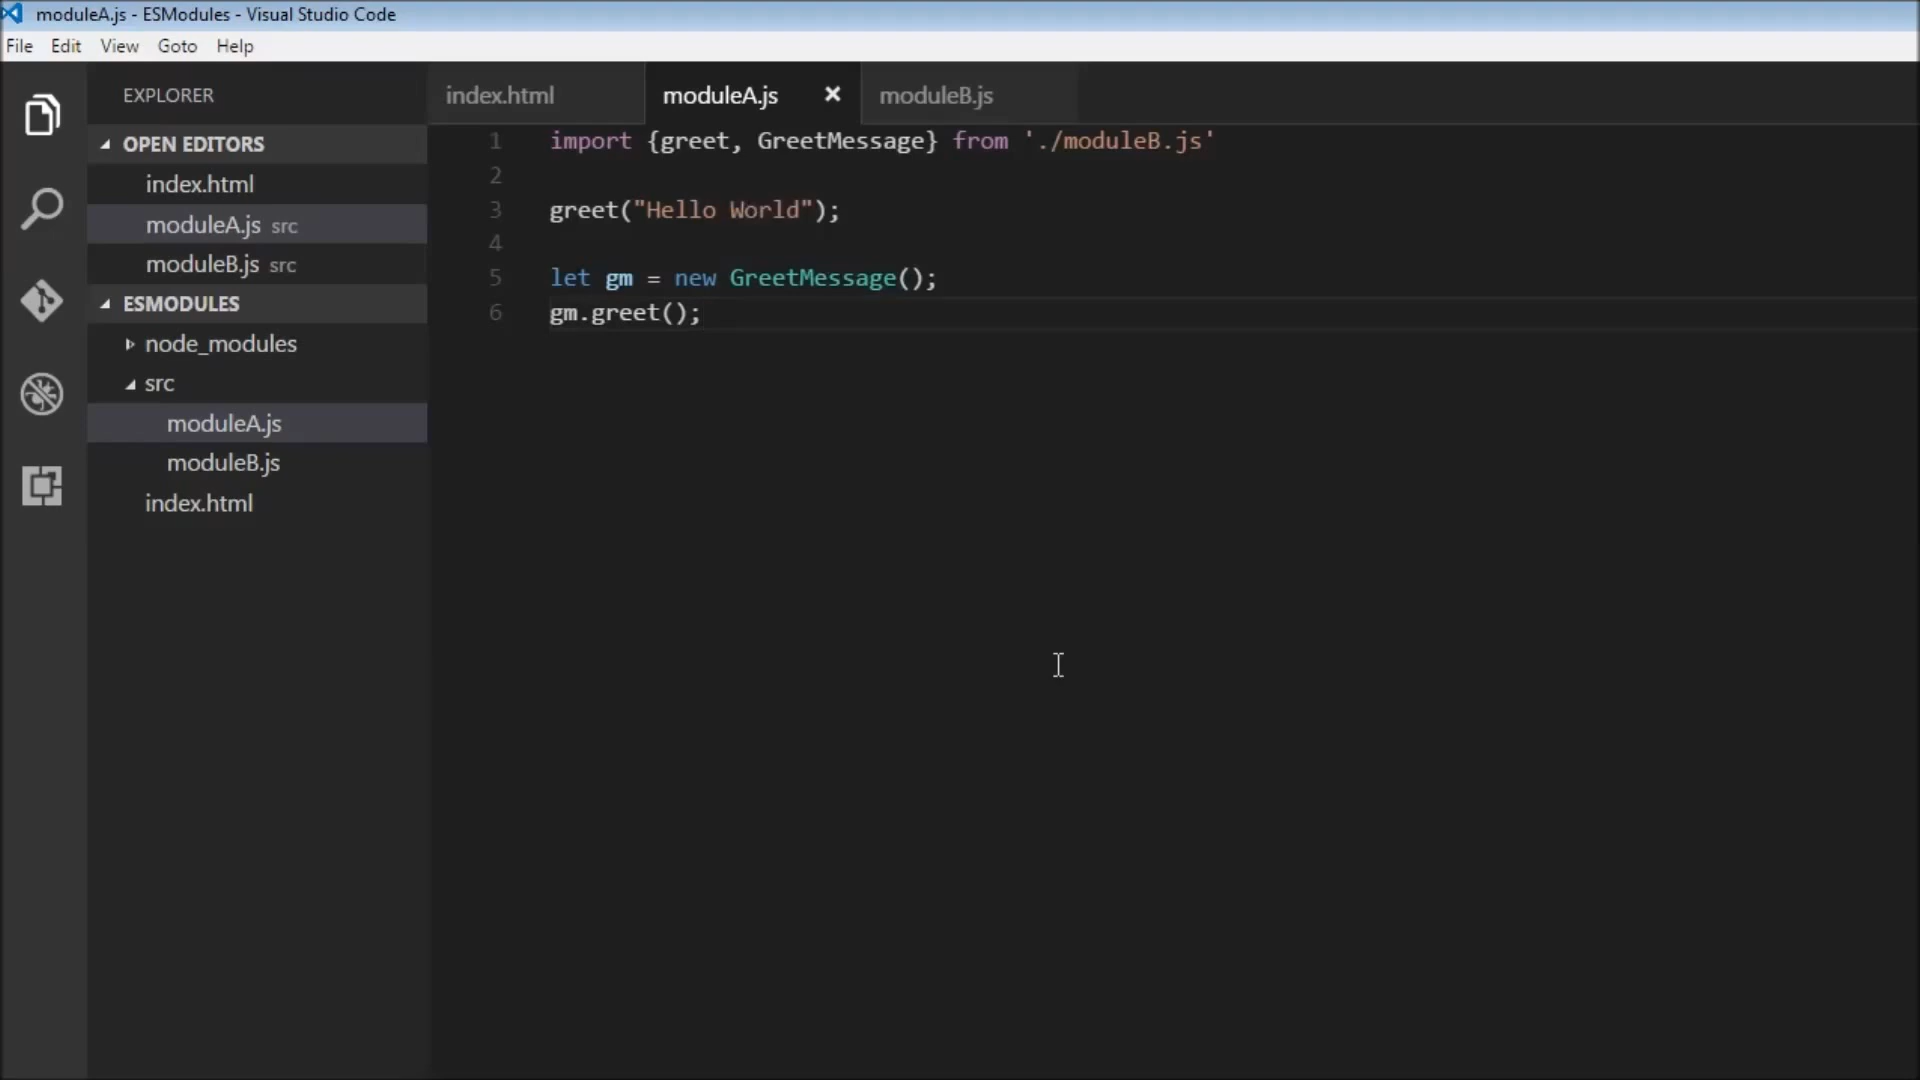 moduleA.js - ESModules - Visual Studio Code
File Edit View Goto Help
EXPLORER
OPEN EDITORS
index.html
moduleA.js src
moduleB.js src
ESMODULES
node_modules
src
moduleA.js
moduleB.js
index.html
index.html moduleA.js × moduleB.js
1 import {greet, GreetMessage} from './moduleB.js'
2
3 greet("Hello World");
4
5 let gm = new GreetMessage();
6 gm.greet();